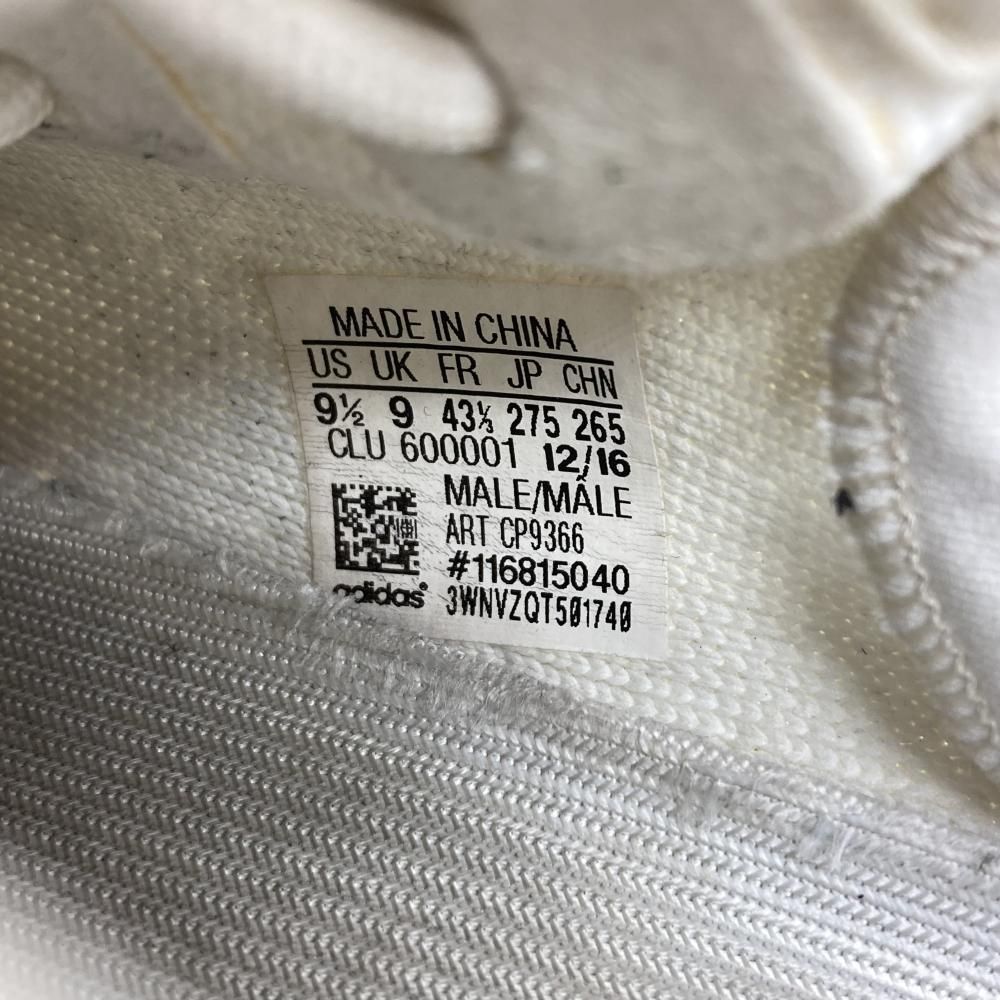 MADE IN CHINA
US UK FR JP CHN
9½ 9 43⅓ 275 265
CLU 600001 12/16
MALE/MÂLE
ART CP9366
#116815040
adidas® 3WNVZQT5Ø174Ø